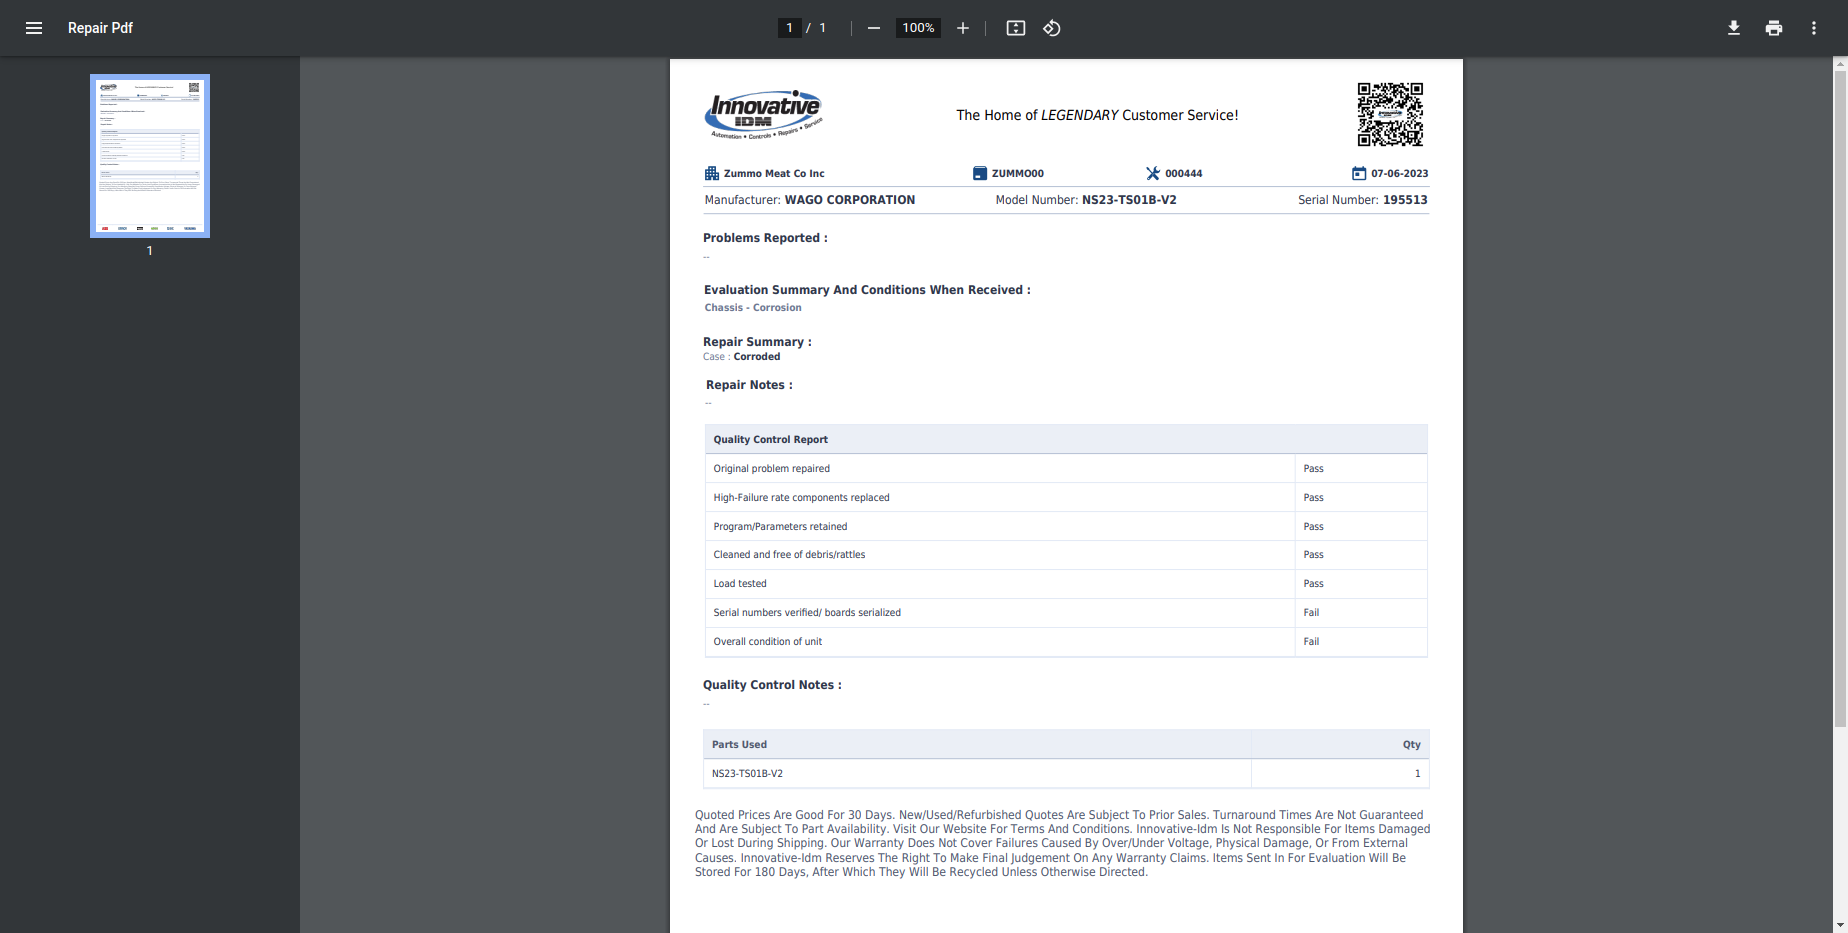 Repair Pdf
1 / 1
100%
1
Innovative
IDM
Automation • Controls • Repairs • Service
The Home of LEGENDARY Customer Service!
Zummo Meat Co Inc ZUMMO00 000444 07-06-2023
Manufacturer: WAGO CORPORATION Model Number: NS23-TS01B-V2 Serial Number: 195513
Problems Reported :
--
Evaluation Summary And Conditions When Received :
Chassis - Corrosion
Repair Summary :
Case : Corroded
Repair Notes :
--
Quality Control Report
Original problem repaired Pass
High-Failure rate components replaced Pass
Program/Parameters retained Pass
Cleaned and free of debris/rattles Pass
Load tested Pass
Serial numbers verified/ boards serialized Fail
Overall condition of unit Fail
Quality Control Notes :
--
Parts Used Qty
NS23-TS01B-V2 1
Quoted Prices Are Good For 30 Days. New/Used/Refurbished Quotes Are Subject To Prior Sales. Turnaround Times Are Not Guaranteed
And Are Subject To Part Availability. Visit Our Website For Terms And Conditions. Innovative-Idm Is Not Responsible For Items Damaged
Or Lost During Shipping. Our Warranty Does Not Cover Failures Caused By Over/Under Voltage, Physical Damage, Or From External
Causes. Innovative-Idm Reserves The Right To Make Final Judgement On Any Warranty Claims. Items Sent In For Evaluation Will Be
Stored For 180 Days, After Which They Will Be Recycled Unless Otherwise Directed.